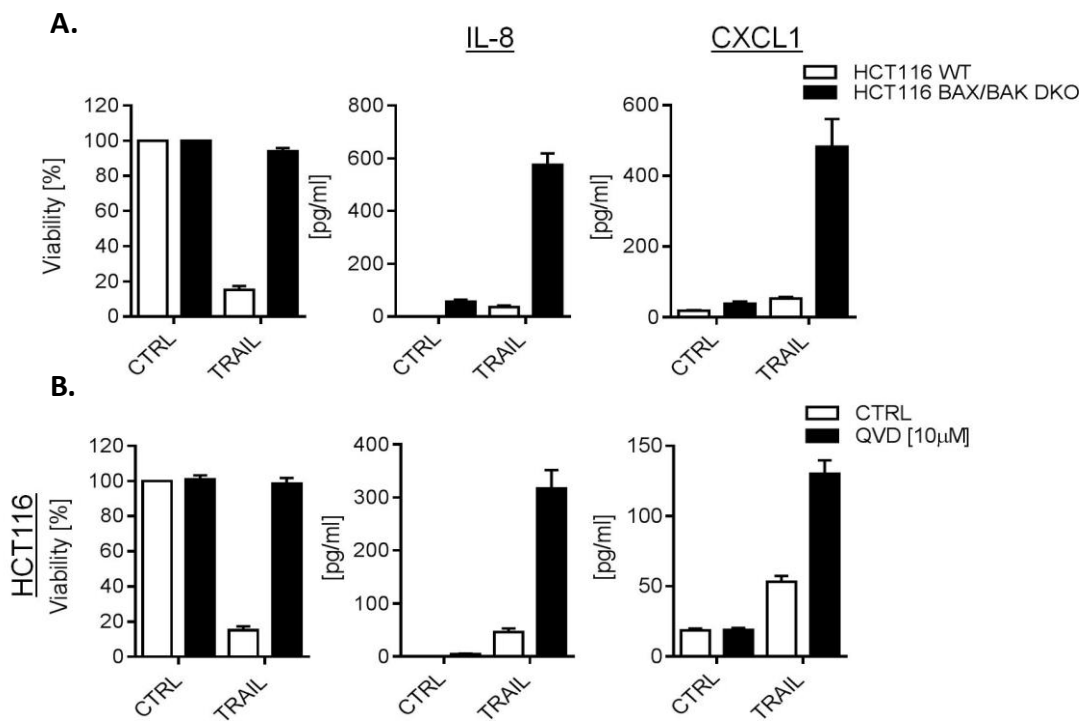 A.
IL-8
CXCL1
HCT116 WT
HCT116 BAX/BAK DKO
Viability [%]
120
100
80
60
40
20
0
CTRL
TRAIL
[pg/ml]
800
600
400
200
0
CTRL
TRAIL
[pg/ml]
600
400
200
0
CTRL
TRAIL
B.
CTRL
QVD [10µM]
HCT116
Viability [%]
120
100
80
60
40
20
0
CTRL
TRAIL
[pg/ml]
400
300
200
100
0
CTRL
TRAIL
[pg/ml]
150
100
50
0
CTRL
TRAIL